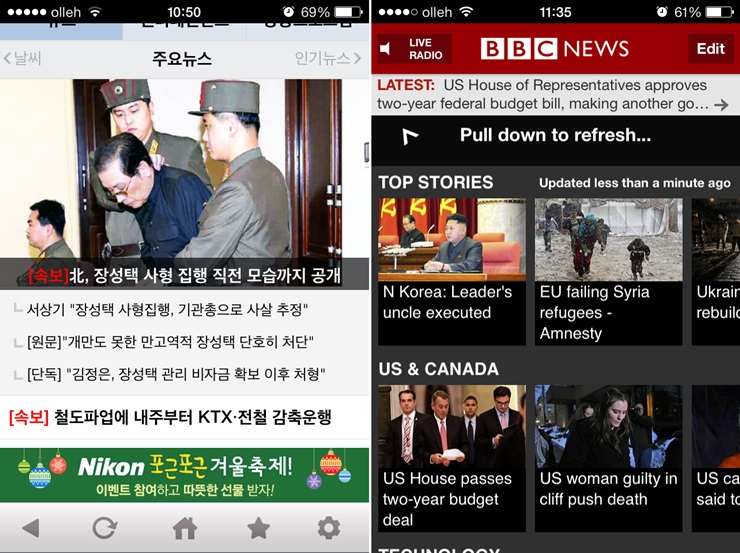 olleh 10:50 69%
날씨 주요뉴스 인기뉴스
[속보]北, 장성택 사형 집행 직전 모습까지 공개
서상기 "장성택 사형집행, 기관총으로 사살 추정"
[원문]"개만도 못한 만고역적 장성택 단호히 처단"
[단독] "김정은, 장성택 관리 비자금 확보 이후 처형"
[속보] 철도파업에 내주부터 KTX·전철 감축운행
Nikon 포근포근 겨울축제!
이벤트 참여하고 따뜻한 선물 받자!
olleh 11:35 61%
LIVE
RADIO
BBC NEWS
Edit
LATEST: US House of Representatives approves
two-year federal budget bill, making another go...
Pull down to refresh...
TOP STORIES Updated less than a minute ago
N Korea: Leader's
uncle executed
EU failing Syria
refugees -
Amnesty
Ukrain
rebuild
US & CANADA
US House passes
two-year budget
deal
US woman guilty in
cliff push death
US ca
said to
TECHNOLOGY